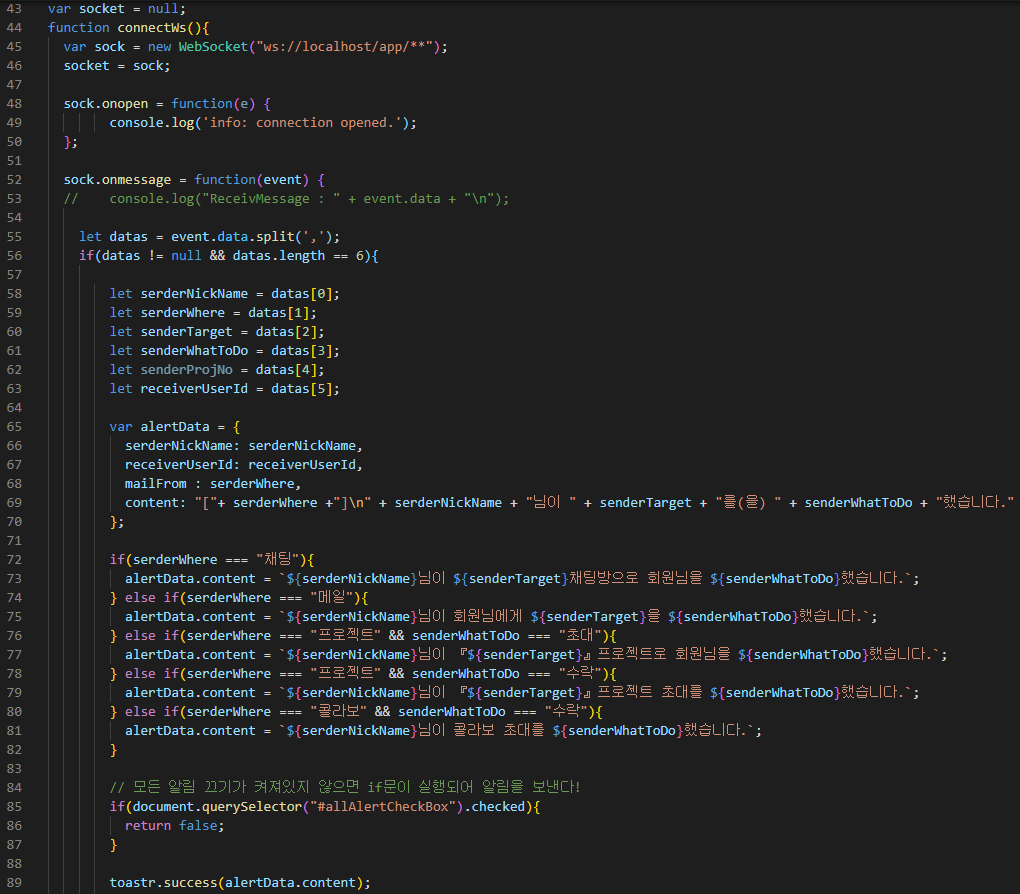 43 var socket = null;
44 function connectWs(){
45 var sock = new WebSocket("ws://localhost/app/**");
46 socket = sock;
47
48 sock.onopen = function(e) {
49 console.log('info: connection opened.');
50 };
51
52 sock.onmessage = function(event) {
53 // console.log("ReceivMessage : " + event.data + "\n");
54
55 let datas = event.data.split(',');
56 if(datas != null && datas.length == 6){
57
58 let serderNickName = datas[0];
59 let serderWhere = datas[1];
60 let senderTarget = datas[2];
61 let senderWhatToDo = datas[3];
62 let senderProjNo = datas[4];
63 let receiverUserId = datas[5];
64
65 var alertData = {
66 serderNickName: serderNickName,
67 receiverUserId: receiverUserId,
68 mailFrom : serderWhere,
69 content: "["+ serderWhere +"]\n" + serderNickName + "님이 " + senderTarget + "를(을) " + senderWhatToDo + "했습니다."
70 };
71
72 if(serderWhere === "채팅"){
73 alertData.content = `${serderNickName}님이 ${senderTarget}채팅방으로 회원님을 ${senderWhatToDo}했습니다.`;
74 } else if(serderWhere === "메일"){
75 alertData.content = `${serderNickName}님이 회원님에게 ${senderTarget}을 ${senderWhatToDo}했습니다.`;
76 } else if(serderWhere === "프로젝트" && senderWhatToDo === "초대"){
77 alertData.content = `${serderNickName}님이 『${senderTarget}』프로젝트로 회원님을 ${senderWhatToDo}했습니다.`;
78 } else if(serderWhere === "프로젝트" && senderWhatToDo === "수락"){
79 alertData.content = `${serderNickName}님이 『${senderTarget}』프로젝트 초대를 ${senderWhatToDo}했습니다.`;
80 } else if(serderWhere === "콜라보" && senderWhatToDo === "수락"){
81 alertData.content = `${serderNickName}님이 콜라보 초대를 ${senderWhatToDo}했습니다.`;
82 }
83
84 // 모든 알림 끄기가 켜져있지 않으면 if문이 실행되어 알림을 보낸다!
85 if(document.querySelector("#allAlertCheckBox").checked){
86 return false;
87 }
88
89 toastr.success(alertData.content);